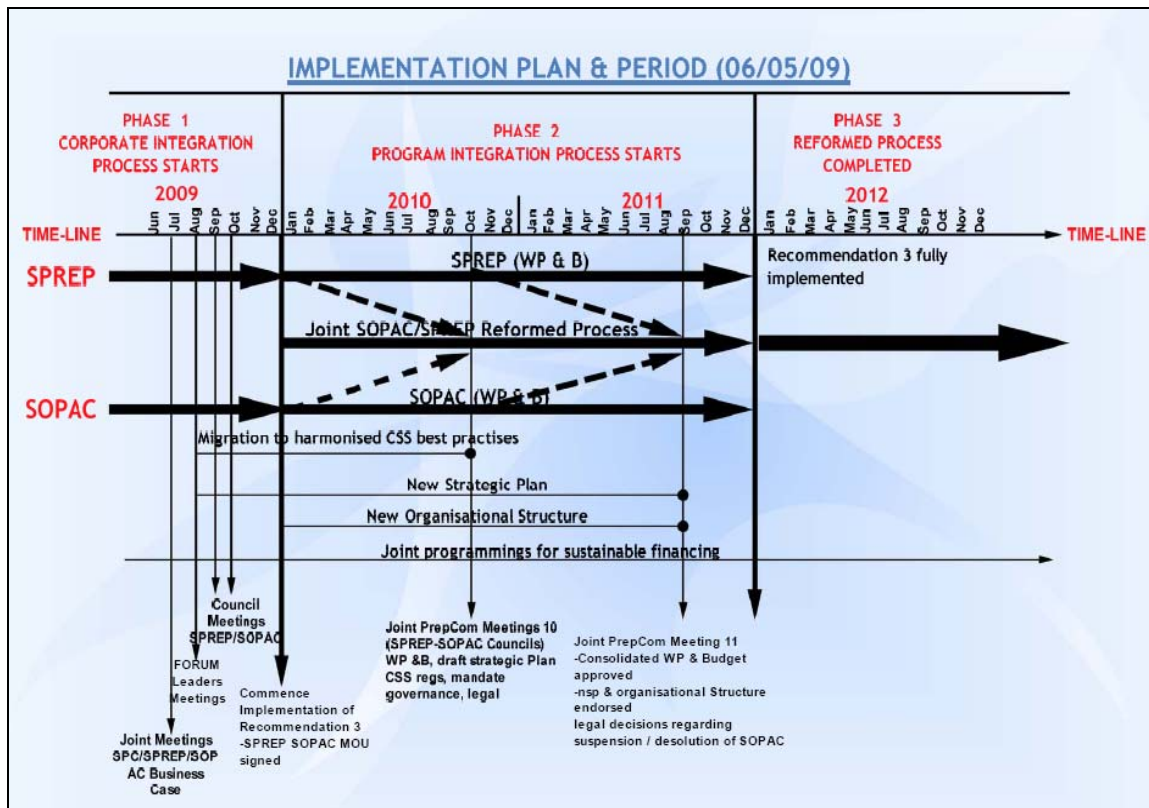 IMPLEMENTATION PLAN & PERIOD (06/05/09)
PHASE 1
CORPORATE INTEGRATION
PROCESS STARTS
2009
PHASE 2
PROGRAM INTEGRATION PROCESS STARTS
2010
2011
PHASE 3
REFORMED PROCESS
COMPLETED
2012
TIME-LINE
Jun Jul Aug Sep Oct Nov Dec
Jan Feb Mar Apr May Jun Jul Aug Sep Oct Nov Dec
Jan Feb Mar Apr May Jun Jul Aug Sep Oct Nov Dec
Jan Feb Mar Apr May Jun Jul Aug Sep Oct Nov Dec
TIME-LINE
SPREP
SPREP (WP & B)
Recommendation 3 fully
implemented
Joint SOPAC/SPREP Reformed Process
SOPAC
SOPAC (WP & B)
Migration to harmonised CSS best practises
New Strategic Plan
New Organisational Structure
Joint programmings for sustainable financing
Council
Meetings
SPREP/SOPAC
FORUM
Leaders
Meetings
Joint Meetings
SPC/SPREP/SOP
AC Business
Case
Commence
Implementation of
Recommendation 3
-SPREP SOPAC MOU
signed
Joint PrepCom Meetings 10
(SPREP-SOPAC Councils)
WP &B, draft strategic Plan
CSS regs, mandate
governance, legal
Joint PrepCom Meeting 11
-Consolidated WP & Budget
approved
-nsp & organisational Structure
endorsed
legal decisions regarding
suspension / desolution of SOPAC